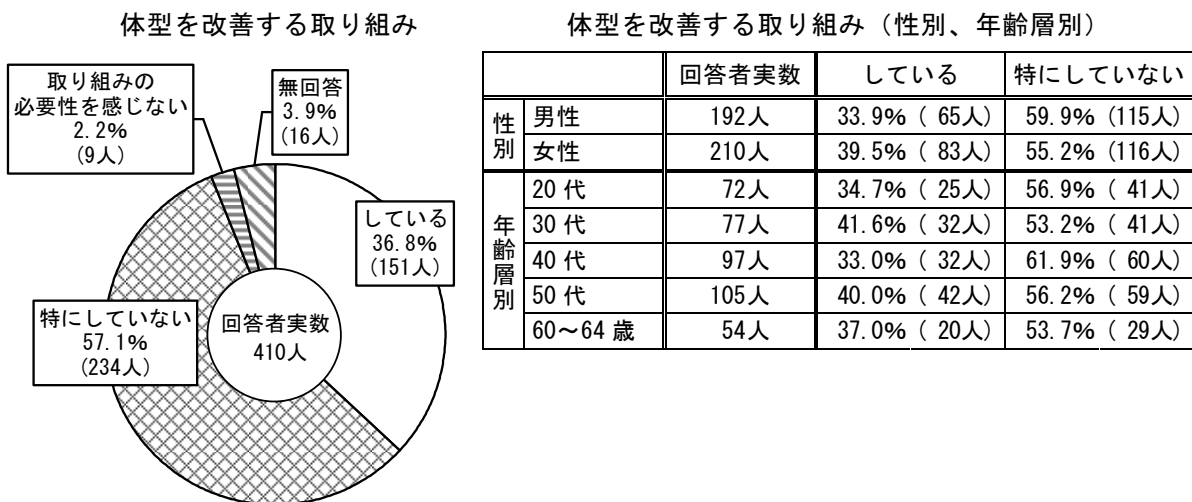 体型を改善する取り組み
取り組みの
必要性を感じない
2.2%
(9人)
無回答
3.9%
(16人)
している
36.8%
(151人)
特にしていない
57.1%
(234人)
回答者実数
410人
体型を改善する取り組み（性別、年齢層別）
回答者実数 している 特にしていない
性別 男性 192人 33.9% ( 65人) 59.9% (115人)
女性 210人 39.5% ( 83人) 55.2% (116人)
年齢層別 20 代 72人 34.7% ( 25人) 56.9% ( 41人)
30 代 77人 41.6% ( 32人) 53.2% ( 41人)
40 代 97人 33.0% ( 32人) 61.9% ( 60人)
50 代 105人 40.0% ( 42人) 56.2% ( 59人)
60～64 歳 54人 37.0% ( 20人) 53.7% ( 29人)